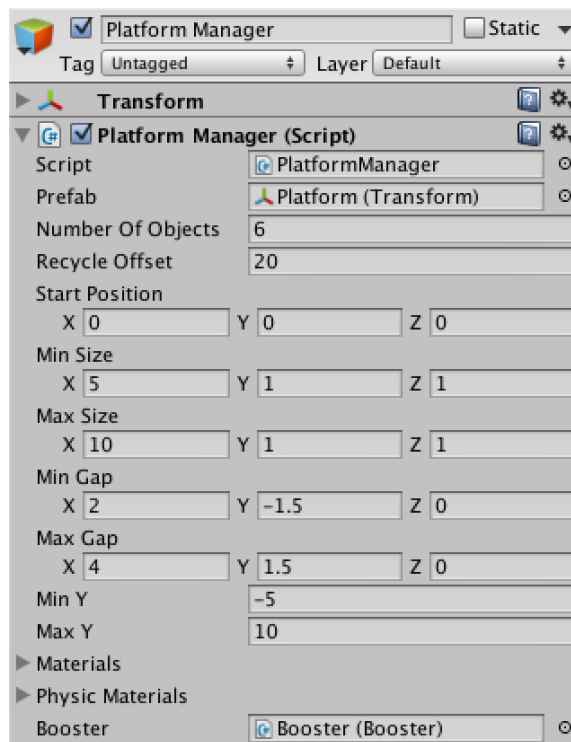 Platform Manager Static
Tag Untagged Layer Default
Transform
Platform Manager (Script)
Script PlatformManager
Prefab Platform (Transform)
Number Of Objects 6
Recycle Offset 20
Start Position
X 0 Y 0 Z 0
Min Size
X 5 Y 1 Z 1
Max Size
X 10 Y 1 Z 1
Min Gap
X 2 Y -1.5 Z 0
Max Gap
X 4 Y 1.5 Z 0
Min Y -5
Max Y 10
Materials
Physic Materials
Booster Booster (Booster)